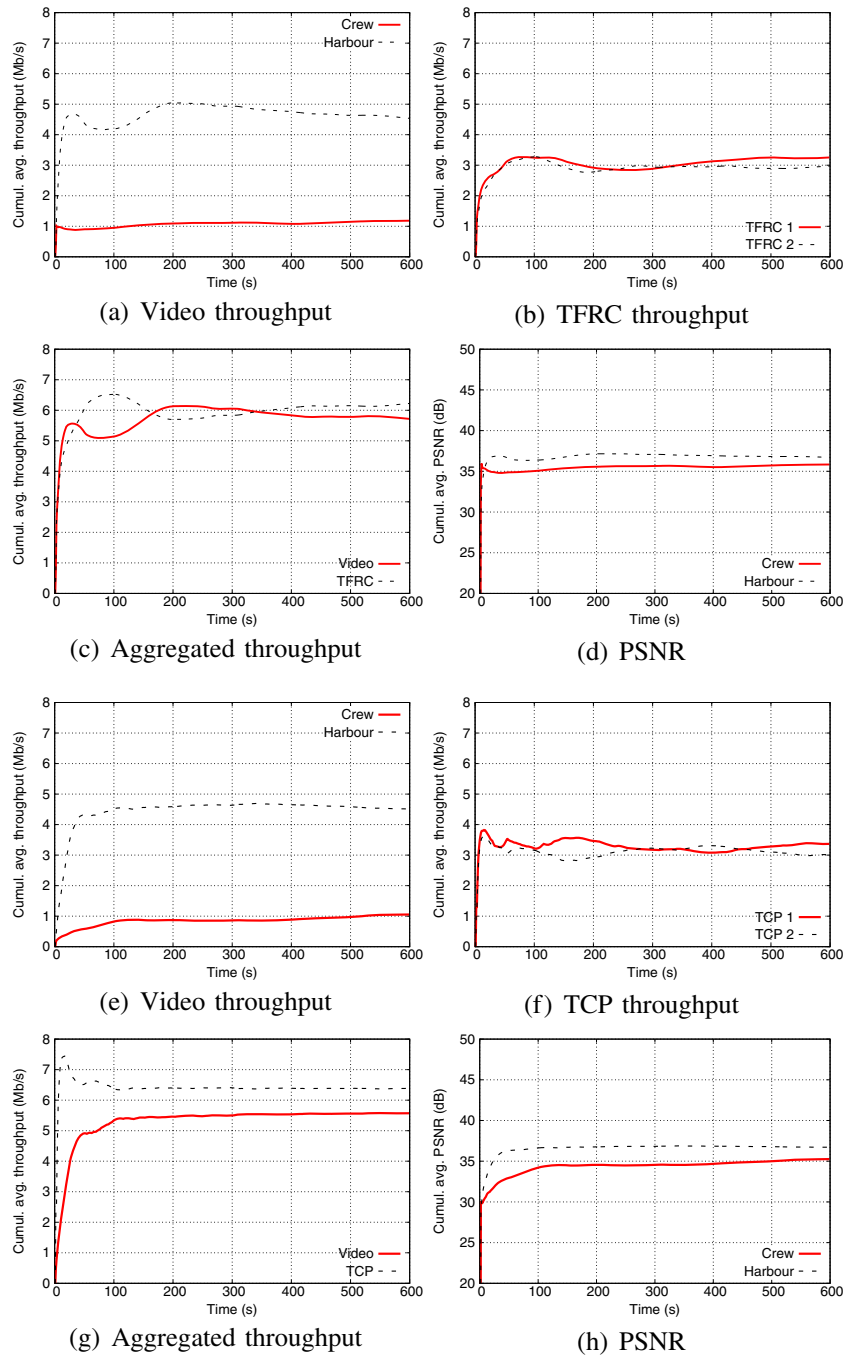 Cumul. avg. throughput (Mb/s)
8
7
6
5
4
3
2
1
0
0 100 200 300 400 500 600
Time (s)
Crew
Harbour
(a) Video throughput
Cumul. avg. throughput (Mb/s)
8
7
6
5
4
3
2
1
0
0 100 200 300 400 500 600
Time (s)
TFRC 1
TFRC 2
(b) TFRC throughput
Cumul. avg. throughput (Mb/s)
8
7
6
5
4
3
2
1
0
0 100 200 300 400 500 600
Time (s)
Video
TFRC
(c) Aggregated throughput
Cumul. avg. PSNR (dB)
50
45
40
35
30
25
20
0 100 200 300 400 500 600
Time (s)
Crew
Harbour
(d) PSNR
Cumul. avg. throughput (Mb/s)
8
7
6
5
4
3
2
1
0
0 100 200 300 400 500 600
Time (s)
Crew
Harbour
(e) Video throughput
Cumul. avg. throughput (Mb/s)
8
7
6
5
4
3
2
1
0
0 100 200 300 400 500 600
Time (s)
TCP 1
TCP 2
(f) TCP throughput
Cumul. avg. throughput (Mb/s)
8
7
6
5
4
3
2
1
0
0 100 200 300 400 500 600
Time (s)
Video
TCP
(g) Aggregated throughput
Cumul. avg. PSNR (dB)
50
45
40
35
30
25
20
0 100 200 300 400 500 600
Time (s)
Crew
Harbour
(h) PSNR